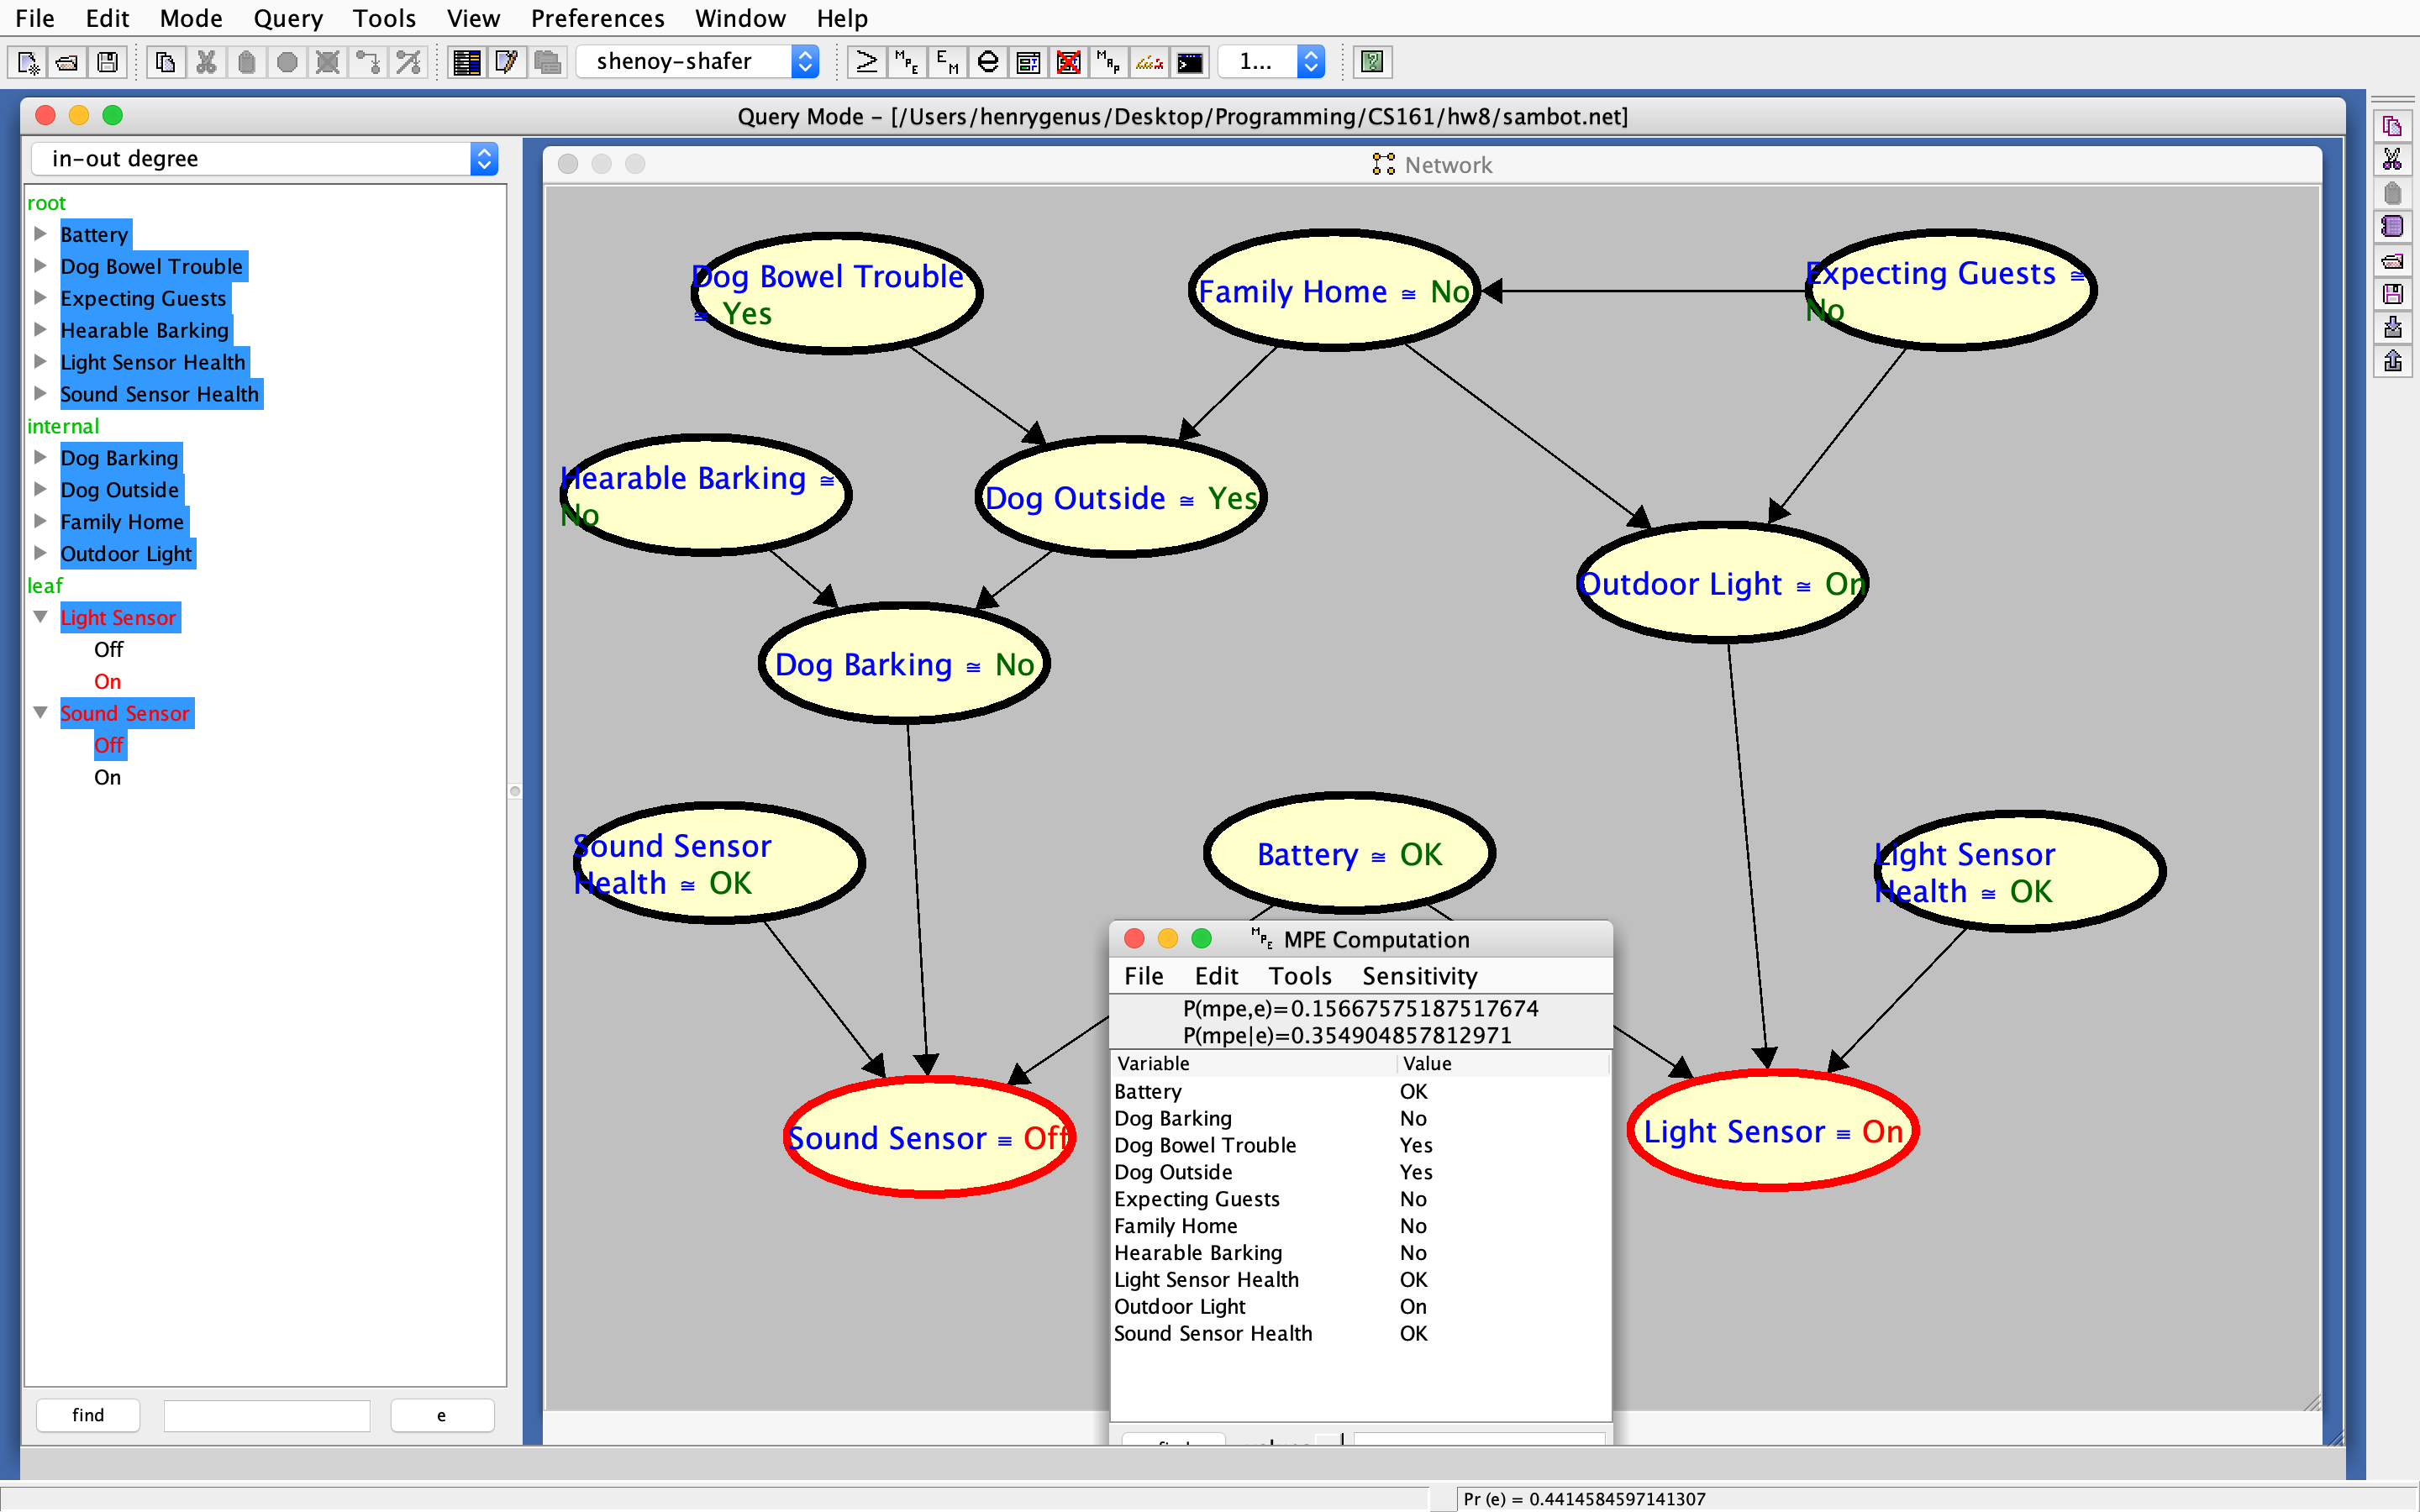 File Edit Mode Query Tools View Preferences Window Help
shenoy-shafer
1...
Query Mode – [/Users/henrygenus/Desktop/Programming/CS161/hw8/sambot.net]
in-out degree
root
Battery
Dog Bowel Trouble
Expecting Guests
Hearable Barking
Light Sensor Health
Sound Sensor Health
internal
Dog Barking
Dog Outside
Family Home
Outdoor Light
leaf
Light Sensor
Off
On
Sound Sensor
Off
On
find
e
Network
Dog Bowel Trouble
≅ Yes
Family Home ≅ No
Expecting Guests ≅
No
Hearable Barking ≅
No
Dog Outside ≅ Yes
Outdoor Light ≅ On
Dog Barking ≅ No
Sound Sensor
Health ≅ OK
Battery ≅ OK
Light Sensor
Health ≅ OK
Sound Sensor = Off
Light Sensor = On
MPE MPE Computation
File Edit Tools Sensitivity
P(mpe,e)=0.15667575187517674
P(mpe|e)=0.354904857812971
Variable Value
Battery OK
Dog Barking No
Dog Bowel Trouble Yes
Dog Outside Yes
Expecting Guests No
Family Home No
Hearable Barking No
Light Sensor Health OK
Outdoor Light On
Sound Sensor Health OK
Pr (e) = 0.4414584597141307